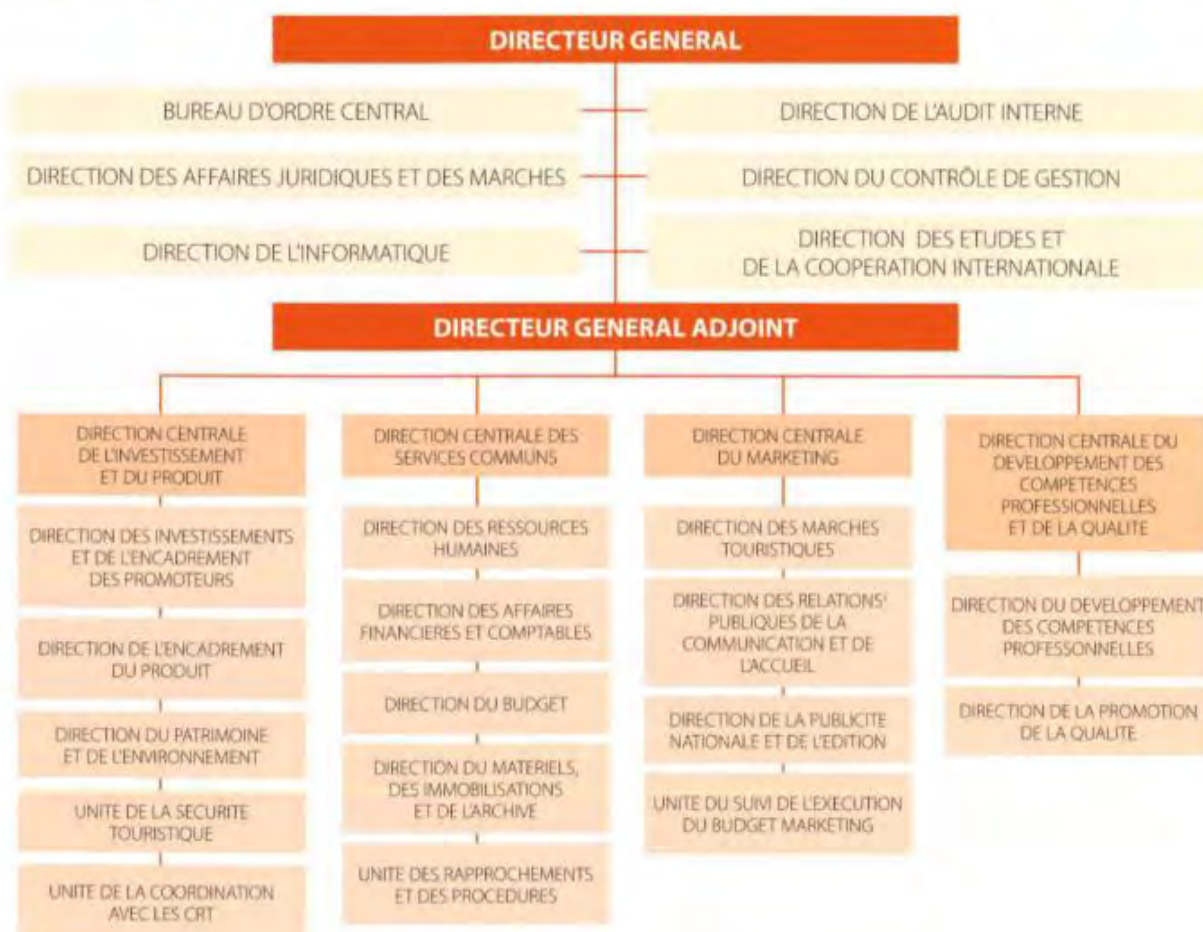 DIRECTEUR GENERAL
BUREAU D'ORDRE CENTRAL
DIRECTION DE L'AUDIT INTERNE
DIRECTION DES AFFAIRES JURIDIQUES ET DES MARCHES
DIRECTION DU CONTRÔLE DE GESTION
DIRECTION DE L'INFORMATIQUE
DIRECTION DES ETUDES ET
DE LA COOPERATION INTERNATIONALE
DIRECTEUR GENERAL ADJOINT
DIRECTION CENTRALE
DE L'INVESTISSEMENT
ET DU PRODUIT
DIRECTION DES INVESTISSEMENTS
ET DE L'ENCADREMENT
DES PROMOTEURS
DIRECTION DE L'ENCADREMENT
DU PRODUIT
DIRECTION DU PATRIMOINE
ET DE L'ENVIRONNEMENT
UNITE DE LA SECURITE
TOURISTIQUE
UNITE DE LA COORDINATION
AVEC LES CRT
DIRECTION CENTRALE DES
SERVICES COMMUNS
DIRECTION DES RESSOURCES
HUMAINES
DIRECTION DES AFFAIRES
FINANCIERES ET COMPTABLES
DIRECTION DU BUDGET
DIRECTION DU MATERIELS,
DES IMMOBILISATIONS
ET DE L'ARCHIVE
UNITE DES RAPPROCHEMENTS
ET DES PROCEDURES
DIRECTION CENTRALE
DU MARKETING
DIRECTION DES MARCHES
TOURISTIQUES
DIRECTION DES RELATIONS'
PUBLIQUES DE LA
COMMUNICATION ET DE
L'ACCUEIL
DIRECTION DE LA PUBLICITE
NATIONALE ET DE L'EDITION
UNITE DU SUIVI DE L'EXECUTION
DU BUDGET MARKETING
DIRECTION CENTRALE DU
DEVELOPPEMENT DES
COMPETENCES
PROFESSIONNELLES
ET DE LA QUALITE
DIRECTION DU DEVELOPPEMENT
DES COMPETENCES
PROFESSIONNELLES
DIRECTION DE LA PROMOTION
DE LA QUALITE